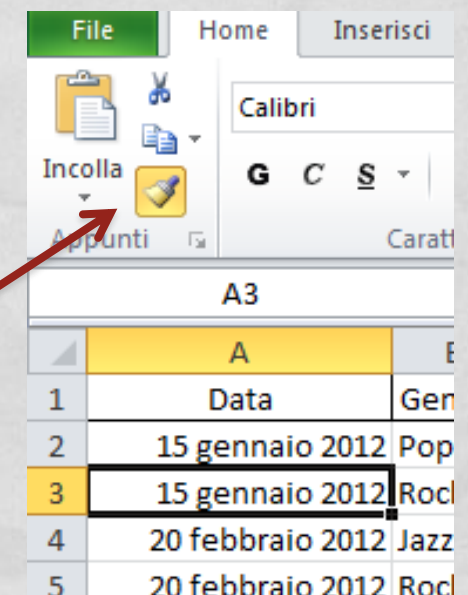 File Home Inserisci
Calibri
Incolla
G C S
Appunti
A3
A
1 Data
2 15 gennaio 2012 Pop
3 15 gennaio 2012
4 20 febbraio 2012 Jazz
5 20 febbraio 2012